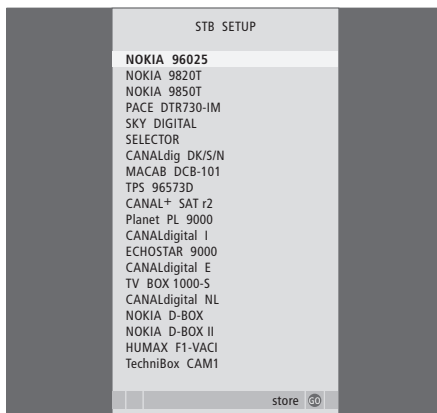 STB SETUP
NOKIA 96025
NOKIA 9820T
NOKIA 9850T
PACE DTR730-IM
SKY DIGITAL
SELECTOR
CANALdig DK/S/N
MACAB DCB-101
TPS 96573D
CANAL+ SAT r2
Planet PL 9000
CANALdigital I
ECHOSTAR 9000
CANALdigital E
TV BOX 1000-S
CANALdigital NL
NOKIA D-BOX
NOKIA D-BOX II
HUMAX F1-VACI
TechniBox CAM1
store GO